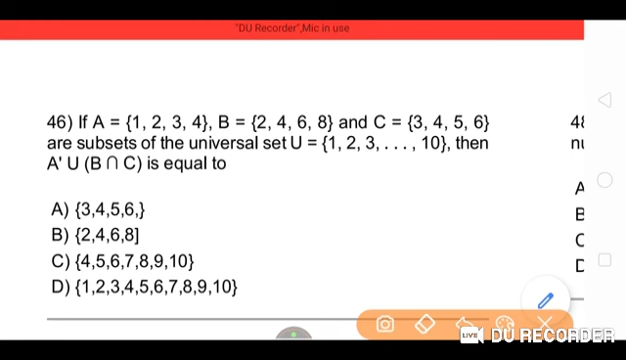 "DU Recorder",Mic in use
46) If A = {1, 2, 3, 4}, B = {2, 4, 6, 8} and C = {3, 4, 5, 6}
are subsets of the universal set U = {1, 2, 3, . . . , 10}, then
A' U (B ∩ C) is equal to
A) {3,4,5,6,}
B) {2,4,6,8]
C) {4,5,6,7,8,9,10}
D) {1,2,3,4,5,6,7,8,9,10}
48
A
B
C
D
LIVE DU RECORDER